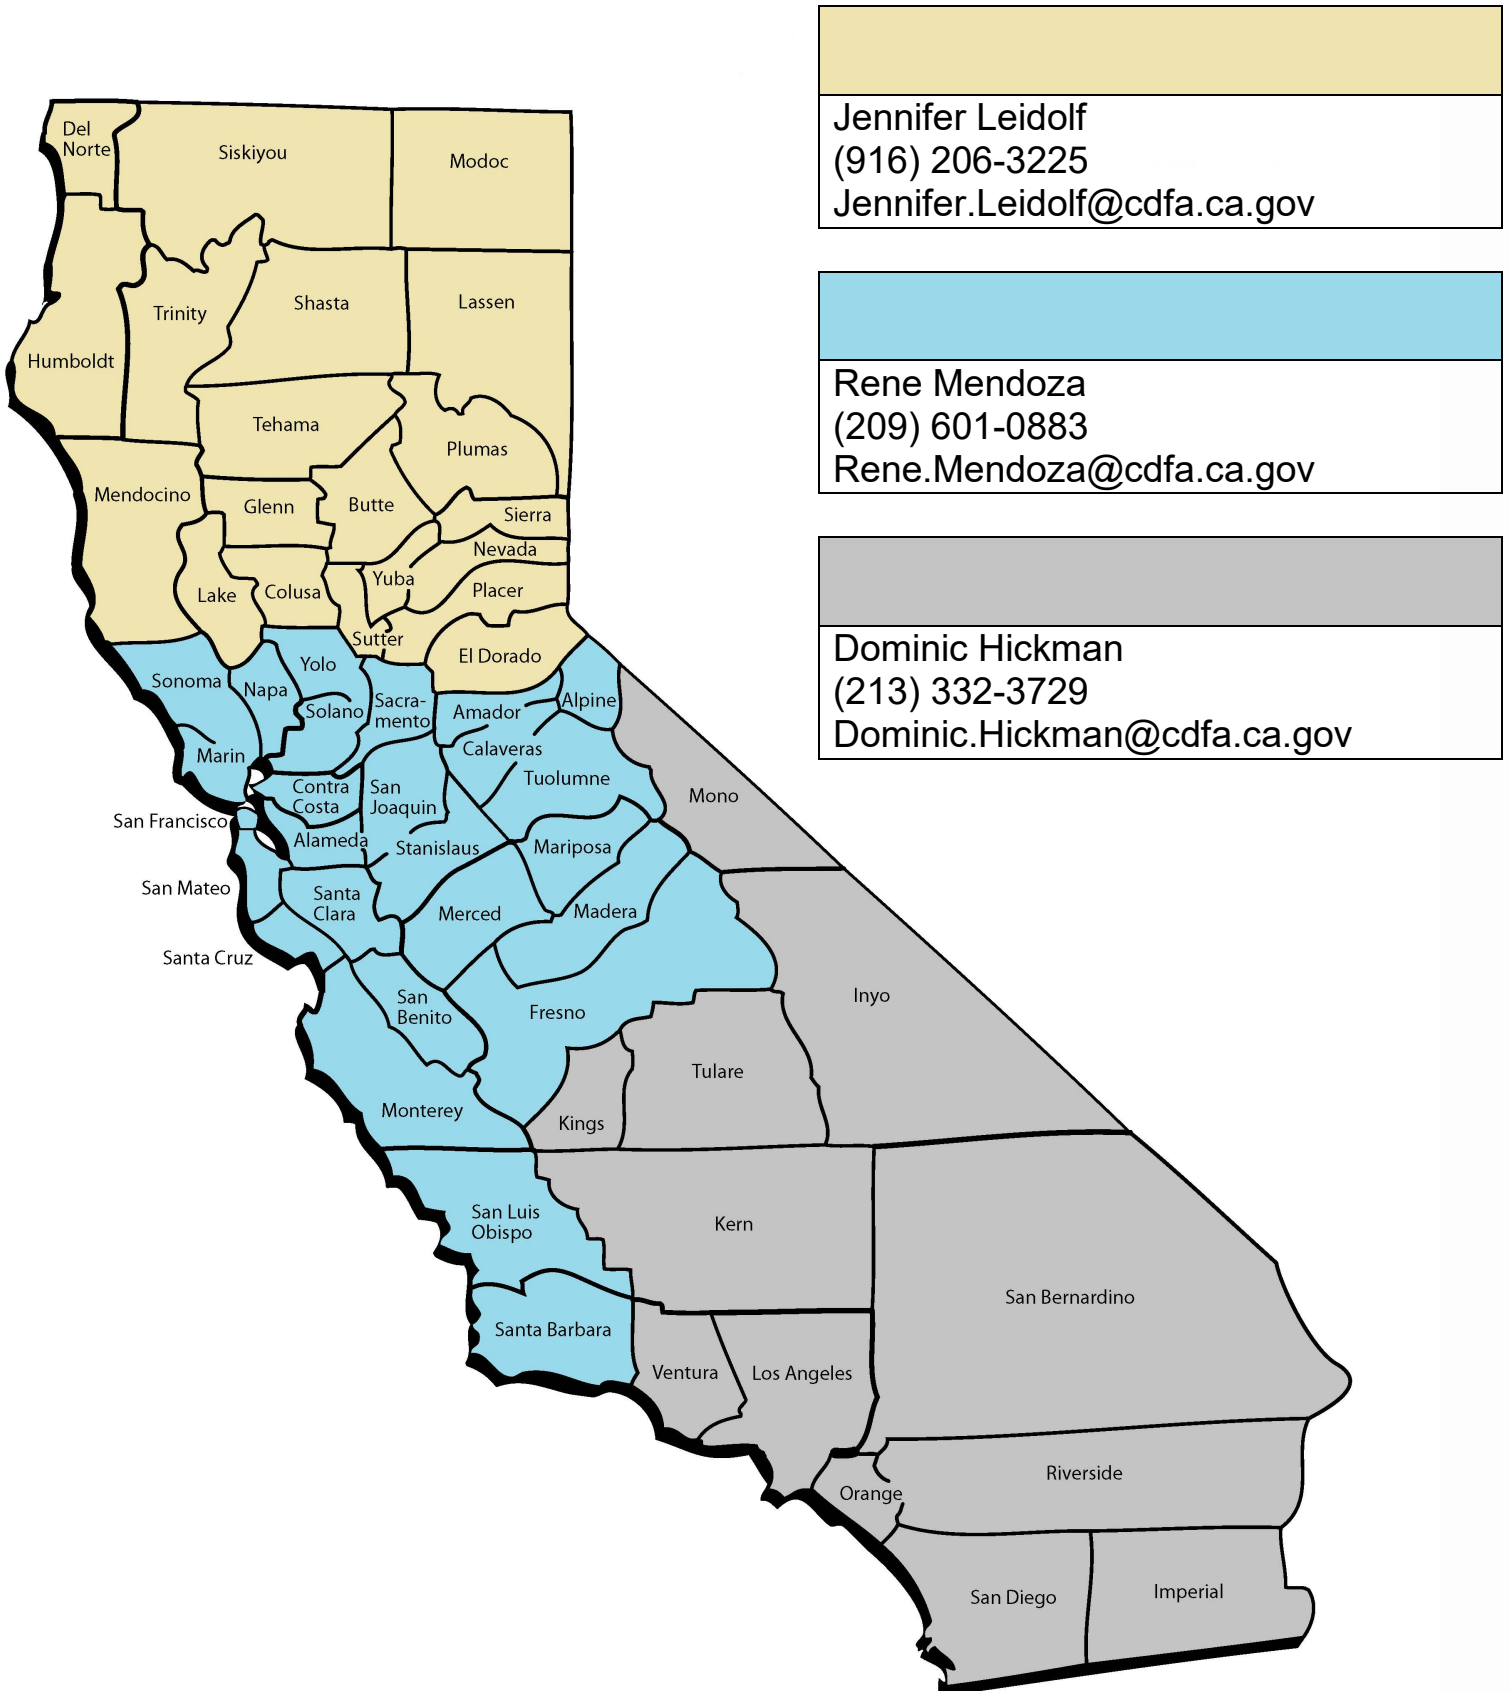 Jennifer Leidolf
(916) 206-3225
Jennifer.Leidolf@cdfa.ca.gov
Rene Mendoza
(209) 601-0883
Rene.Mendoza@cdfa.ca.gov
Dominic Hickman
(213) 332-3729
Dominic.Hickman@cdfa.ca.gov
Del
Norte
Siskiyou
Modoc
Humboldt
Trinity
Shasta
Lassen
Tehama
Plumas
Mendocino
Glenn
Butte
Sierra
Nevada
Lake
Colusa
Yuba
Placer
Sutter
El Dorado
Sonoma
Napa
Yolo
Solano
Sacra-
mento
Amador
Alpine
Marin
Calaveras
Contra
Costa
San
Joaquin
Tuolumne
Mono
San Francisco
Alameda
Stanislaus
Mariposa
San Mateo
Santa
Clara
Merced
Madera
Santa Cruz
San
Benito
Fresno
Inyo
Monterey
Kings
Tulare
San Luis
Obispo
Kern
San Bernardino
Santa Barbara
Ventura
Los Angeles
Orange
Riverside
San Diego
Imperial